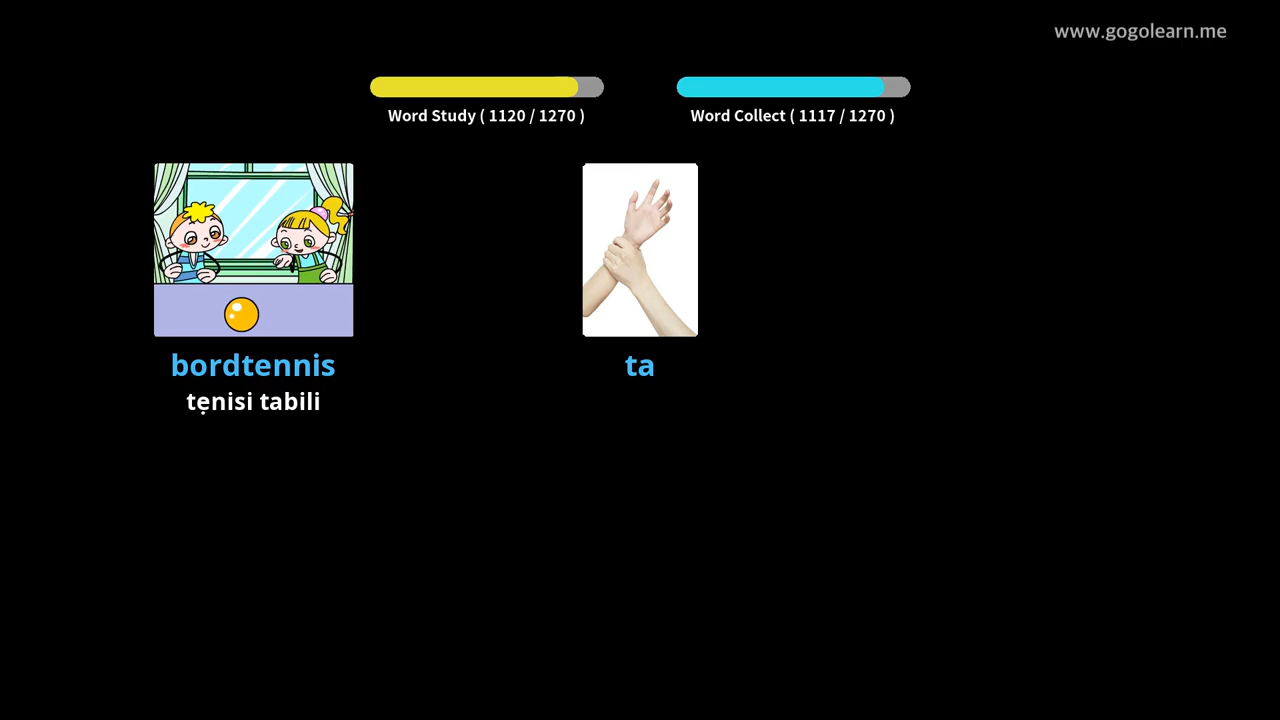 www.gogolearn.me
Word Study ( 1120 / 1270 )
Word Collect ( 1117 / 1270 )
bordtennis
tẹnisi tabili
ta